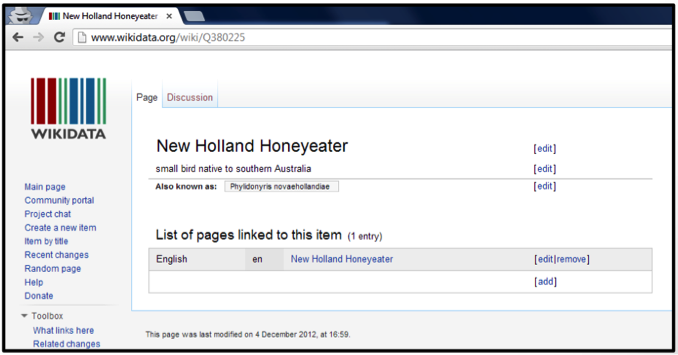 New Holland Honeyeater
www.wikidata.org/wiki/Q380225
WIKIDATA
Main page
Community portal
Project chat
Create a new item
Item by title
Recent changes
Random page
Help
Donate
Toolbox
What links here
Related changes
Page Discussion
New Holland Honeyeater [edit]
small bird native to southern Australia [edit]
Also known as: Phylidonyris novaehollandiae [edit]
List of pages linked to this item (1 entry)
English en New Holland Honeyeater [edit|remove]
[add]
This page was last modified on 4 December 2012, at 16:59.